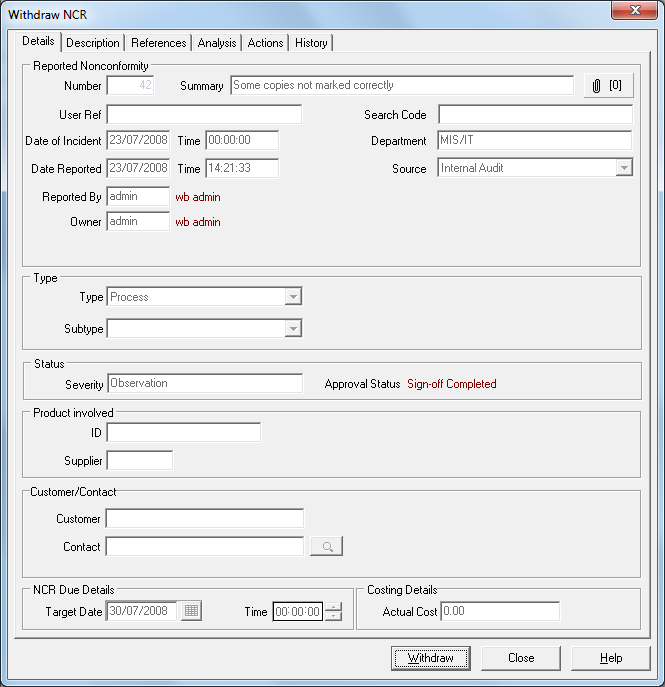 Withdraw NCR
Details Description References Analysis Actions History
Reported Nonconformity
Number 42 Summary Some copies not marked correctly [0]
User Ref Search Code
Date of Incident 23/07/2008 Time 00:00:00 Department MIS/IT
Date Reported 23/07/2008 Time 14:21:33 Source Internal Audit
Reported By admin wb admin
Owner admin wb admin
Type
Type Process
Subtype
Status
Severity Observation Approval Status Sign-off Completed
Product involved
ID
Supplier
Customer/Contact
Customer
Contact
NCR Due Details Costing Details
Target Date 30/07/2008 Time 00:00:00 Actual Cost 0.00
Withdraw Close Help